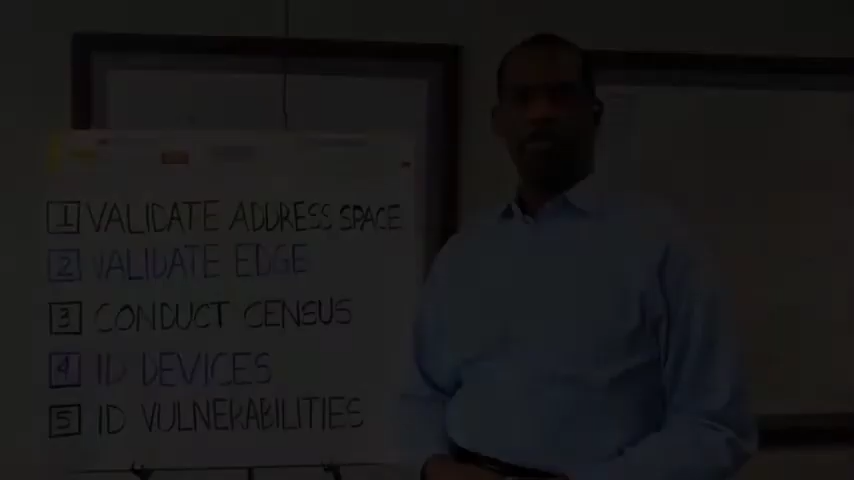 1 VALIDATE ADDRESS SPACE
2 VALIDATE EDGE
3 CONDUCT CENSUS
4 ID DEVICES
5 ID VULNERABILITIES